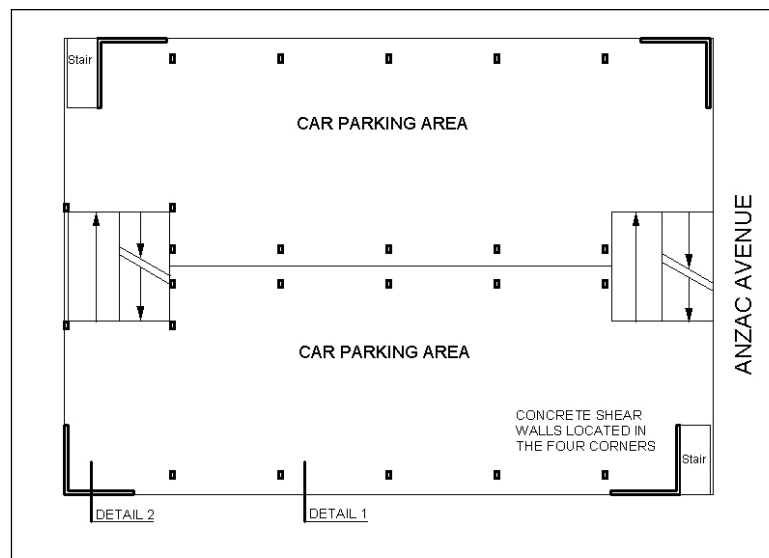 Stair
CAR PARKING AREA
ANZAC AVENUE
CAR PARKING AREA
CONCRETE SHEAR
WALLS LOCATED IN
THE FOUR CORNERS
Stair
DETAIL 2
DETAIL 1